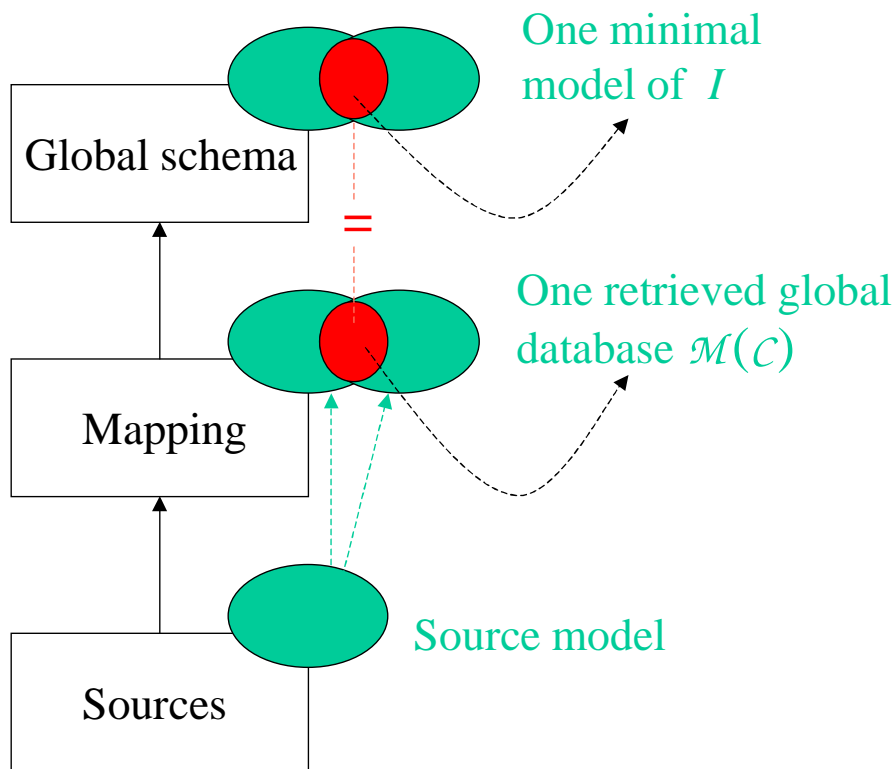 One minimal
model of I
Global schema
=
One retrieved global
database ℳ(𝒞)
Mapping
Source model
Sources